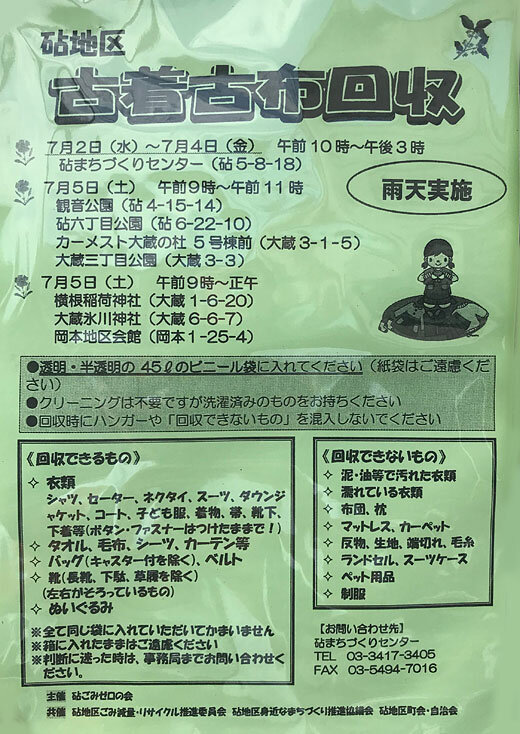 砧地区
古着古布回収
7月2日（水）～7月4日（金） 午前10時～午後3時
砧まちづくりセンター（砧5-8-18）
7月5日（土） 午前9時～午前11時
観音公園（砧4-15-14）
砧六丁目公園（砧6-22-10）
カーメスト大蔵の杜 5号棟前（大蔵3-1-5）
大蔵三丁目公園（大蔵3-3）
雨天実施
7月5日（土） 午前9時～正午
横根稲荷神社（大蔵1-6-20）
大蔵氷川神社（大蔵6-6-7）
岡本地区会館（岡本1-25-4）
●透明・半透明の45ℓのビニール袋に入れてください（紙袋はご遠慮くだ
さい）
●クリーニングは不要ですが洗濯済みのものをお持ちください
●回収時にハンガーや「回収できないもの」を混入しないでください
《回収できるもの》
✧ 衣類
シャツ、セーター、ネクタイ、スーツ、ダウンジ
ャケット、コート、子ども服、着物、帯、靴下、
下着等(ボタン・ファスナーはつけたままで！)
✧ タオル、毛布、シーツ、カーテン等
✧ バッグ(キャスター付を除く)、ベルト
✧ 靴(長靴、下駄、草履を除く)
(左右がそろっているもの)
✧ ぬいぐるみ
※全て同じ袋に入れていただいてかまいません
※箱に入れたままはご遠慮ください
※判断に迷った時は、事務局までお問い合わせく
ださい。
《回収できないもの》
✧ 泥・油等で汚れた衣類
✧ 濡れている衣類
✧ 布団、枕
✧ マットレス、カーペット
✧ 反物、生地、端切れ、毛糸
✧ ランドセル、スーツケース
✧ ペット用品
✧ 制服
【お問い合わせ先】
砧まちづくりセンター
TEL 03-3417-3405
FAX 03-5494-7016
主催 砧ごみゼロの会
共催 砧地区ごみ減量・リサイクル推進委員会 砧地区身近なまちづくり推進協議会 砧地区町会・自治会